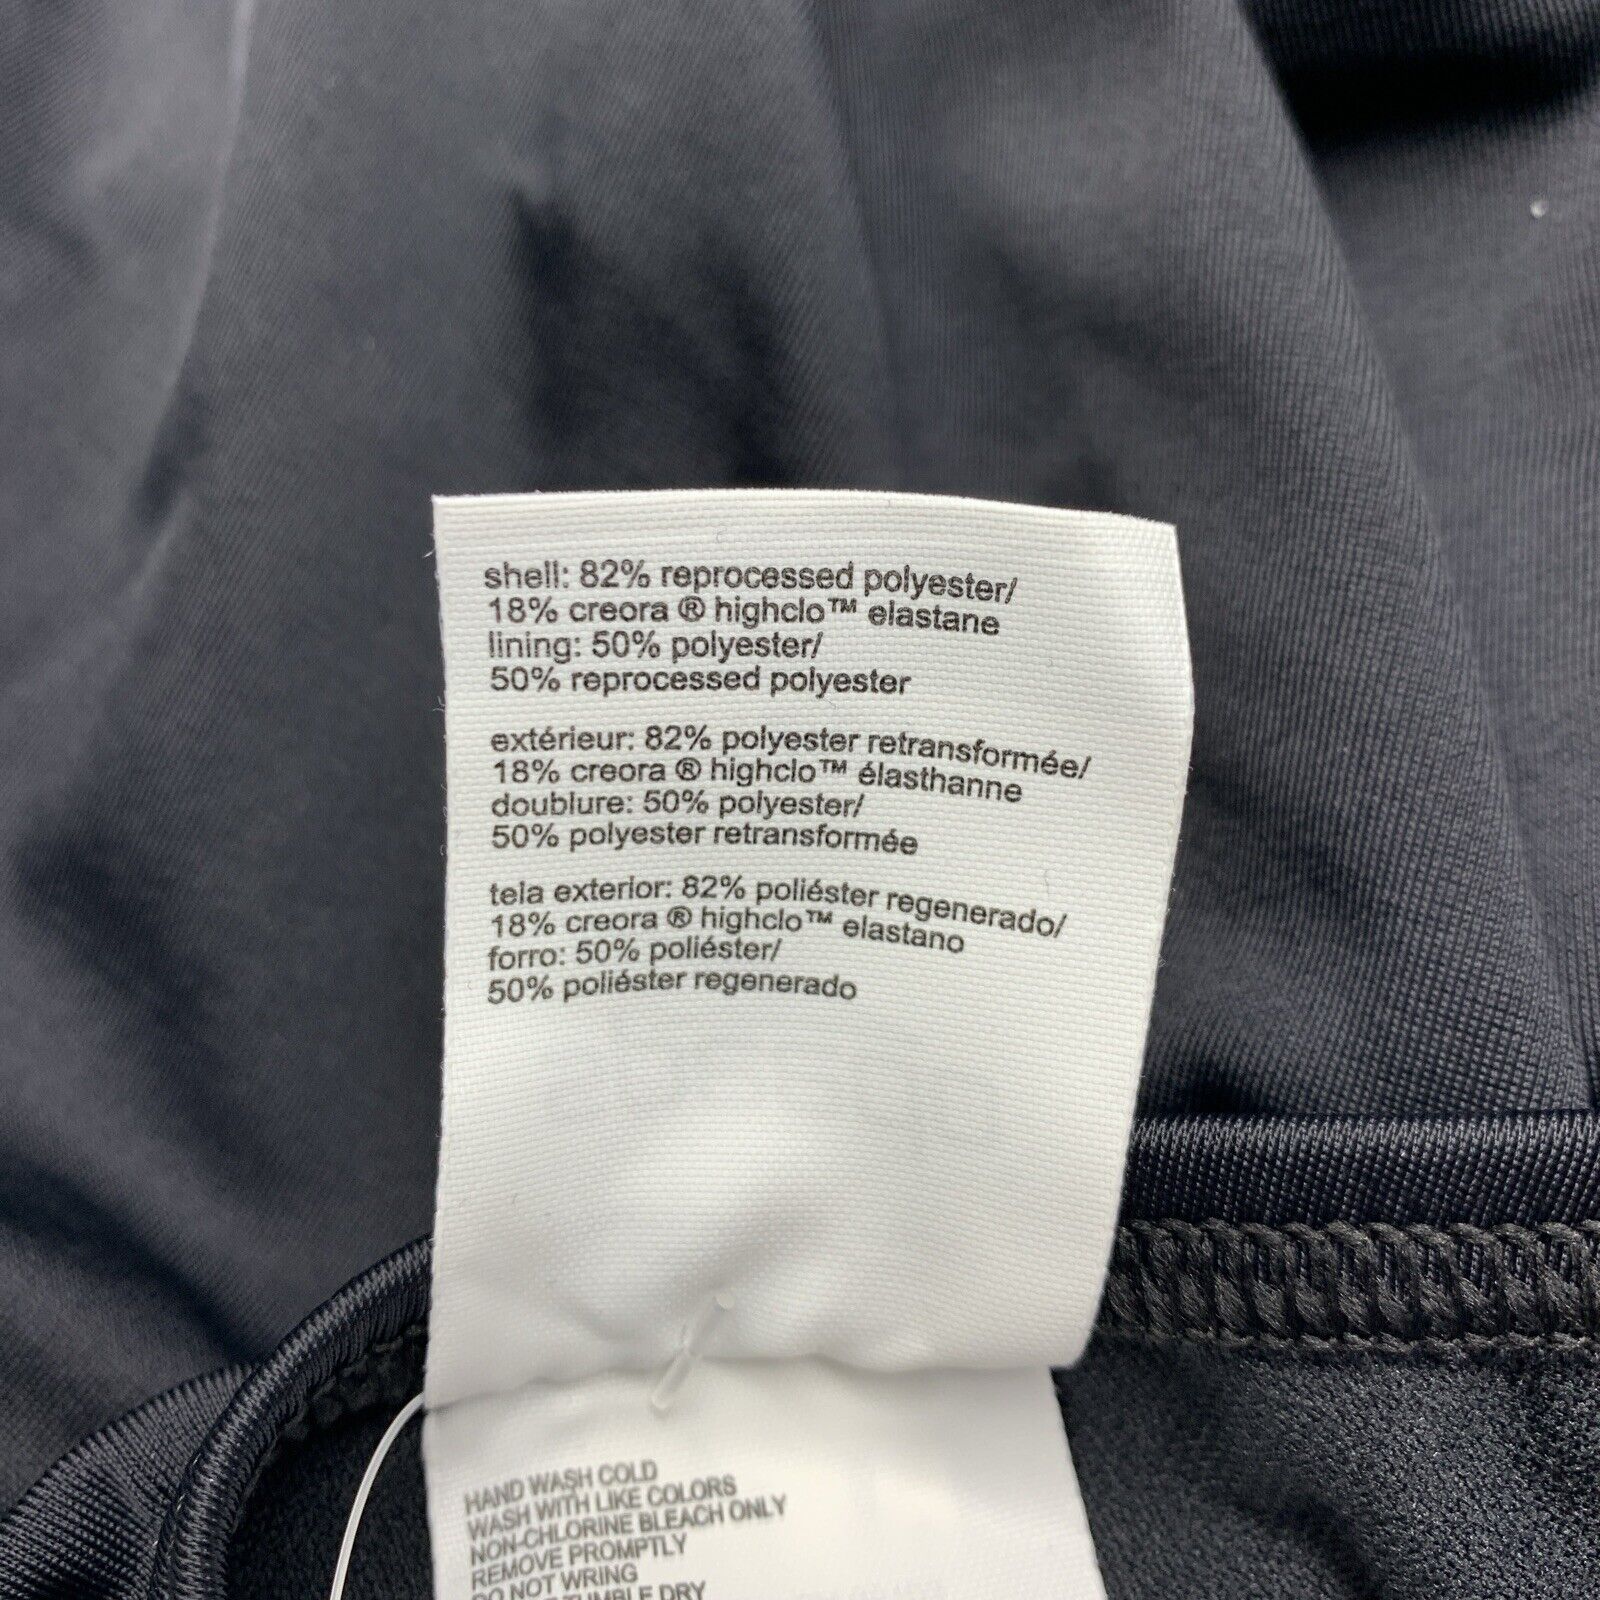 shell: 82% reprocessed polyester/
18% creora ® highclo™ elastane
lining: 50% polyester/
50% reprocessed polyester
extérieur: 82% polyester retransformée/
18% creora ® highclo™ élasthanne
doublure: 50% polyester/
50% polyester retransformée
tela exterior: 82% poliéster regenerado/
18% creora ® highclo™ elastano
forro: 50% poliéster/
50% poliéster regenerado
HAND WASH COLD
WASH WITH LIKE COLORS
NON-CHLORINE BLEACH ONLY
REMOVE PROMPTLY
DO NOT WRING
TUMBLE DRY